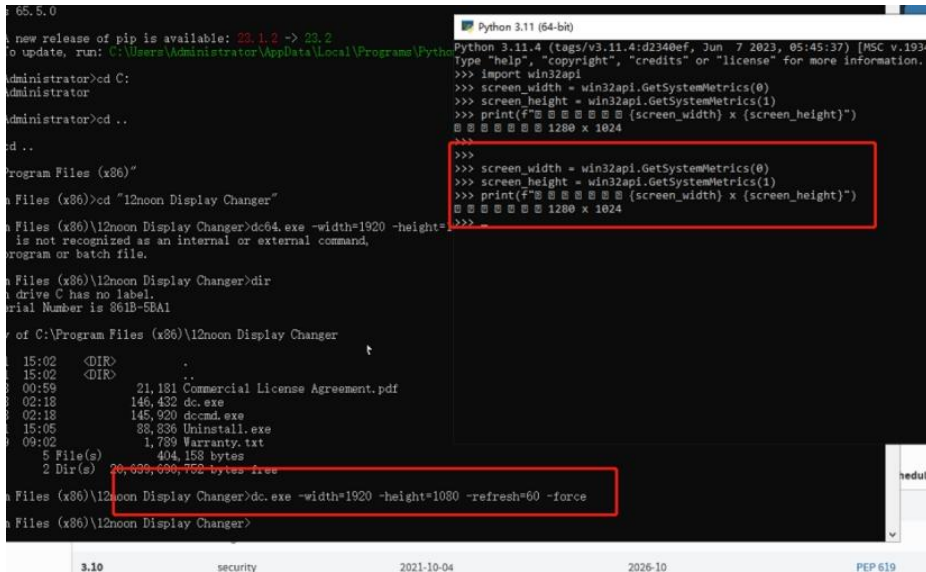 65.5.0
new release of pip is available: 23.1.2 -> 23.2
o update, run: C:\Users\Administrator\AppData\Local\Programs\Pytho
Administrator>cd C:
Administrator
Administrator>cd ..
cd ..
Program Files (x86)"
Files (x86)>cd "12noon Display Changer"
Files (x86)\12noon Display Changer>dc64.exe -width=1920 -height=1
is not recognized as an internal or external command,
program or batch file.
Files (x86)\12noon Display Changer>dir
drive C has no label.
erial Number is 861B-5BA1
of C:\Program Files (x86)\12noon Display Changer
15:02 <DIR> .
15:02 <DIR> ..
00:59 21,181 Commercial License Agreement.pdf
02:18 146,432 dc.exe
02:18 145,920 dccmd.exe
15:05 88,836 Uninstall.exe
09:02 1,789 Warranty.txt
5 File(s) 404,158 bytes
2 Dir(s) bytes free
Files (x86)\12noon Display Changer>dc.exe -width=1920 -height=1080 -refresh=60 -force
Files (x86)\12noon Display Changer>
Python 3.11 (64-bit)
Python 3.11.4 (tags/v3.11.4:d2340ef, Jun 7 2023, 05:45:37) [MSC v.1934
Type "help", "copyright", "credits" or "license" for more information.
>>> import win32api
>>> screen_width = win32api.GetSystemMetrics(0)
>>> screen_height = win32api.GetSystemMetrics(1)
>>> print(f" {screen_width} x {screen_height}")
1280 x 1024
>>>
>>>
>>> screen_width = win32api.GetSystemMetrics(0)
>>> screen_height = win32api.GetSystemMetrics(1)
>>> print(f" {screen_width} x {screen_height}")
1280 x 1024
>>> _
hedul
3.10 security 2021-10-04 2026-10 PEP 619